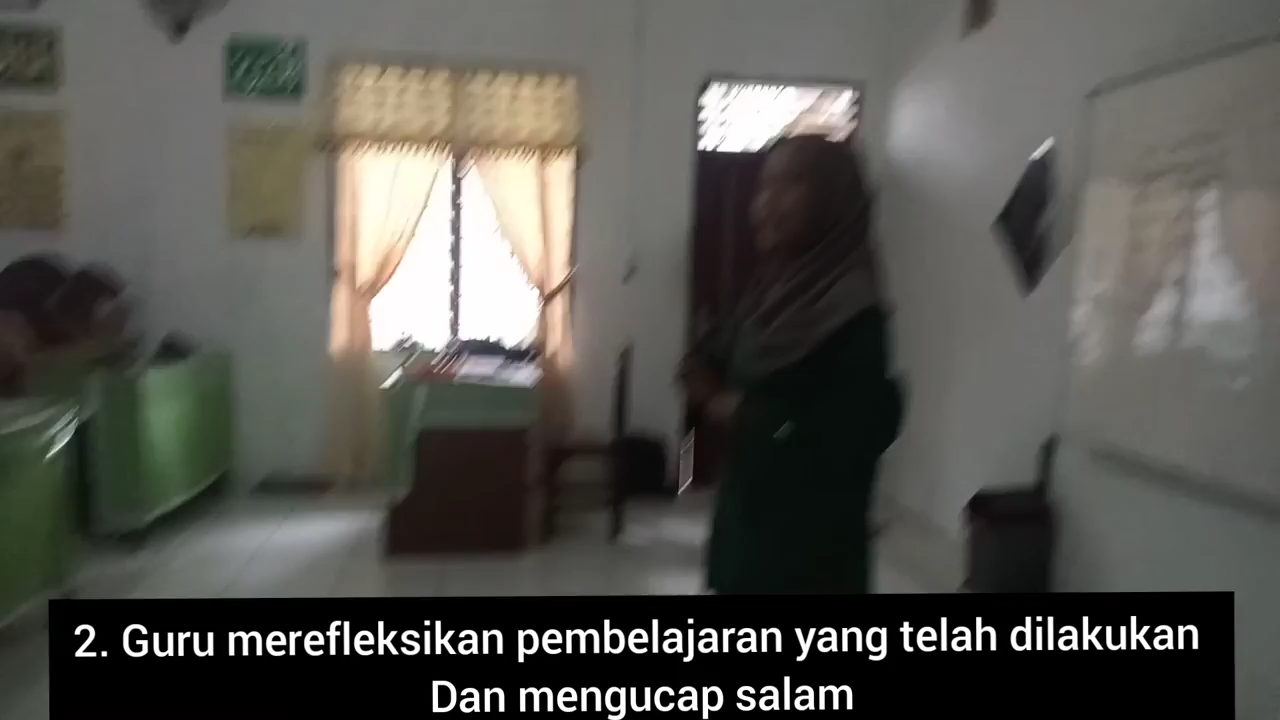 2. Guru merefleksikan pembelajaran yang telah dilakukan
Dan mengucap salam